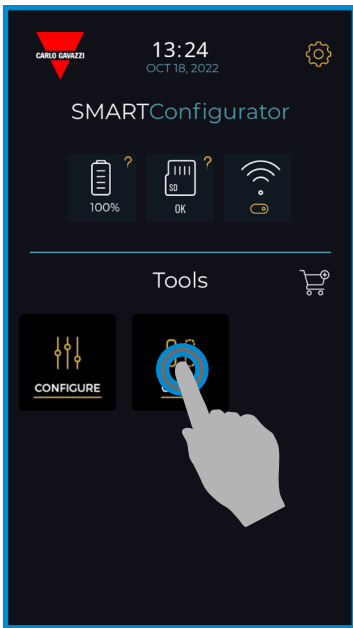 CARLO GAVAZZI
13:24
OCT 18, 2022
SMARTConfigurator
? ?
SD
100% OK
Tools
CONFIGURE